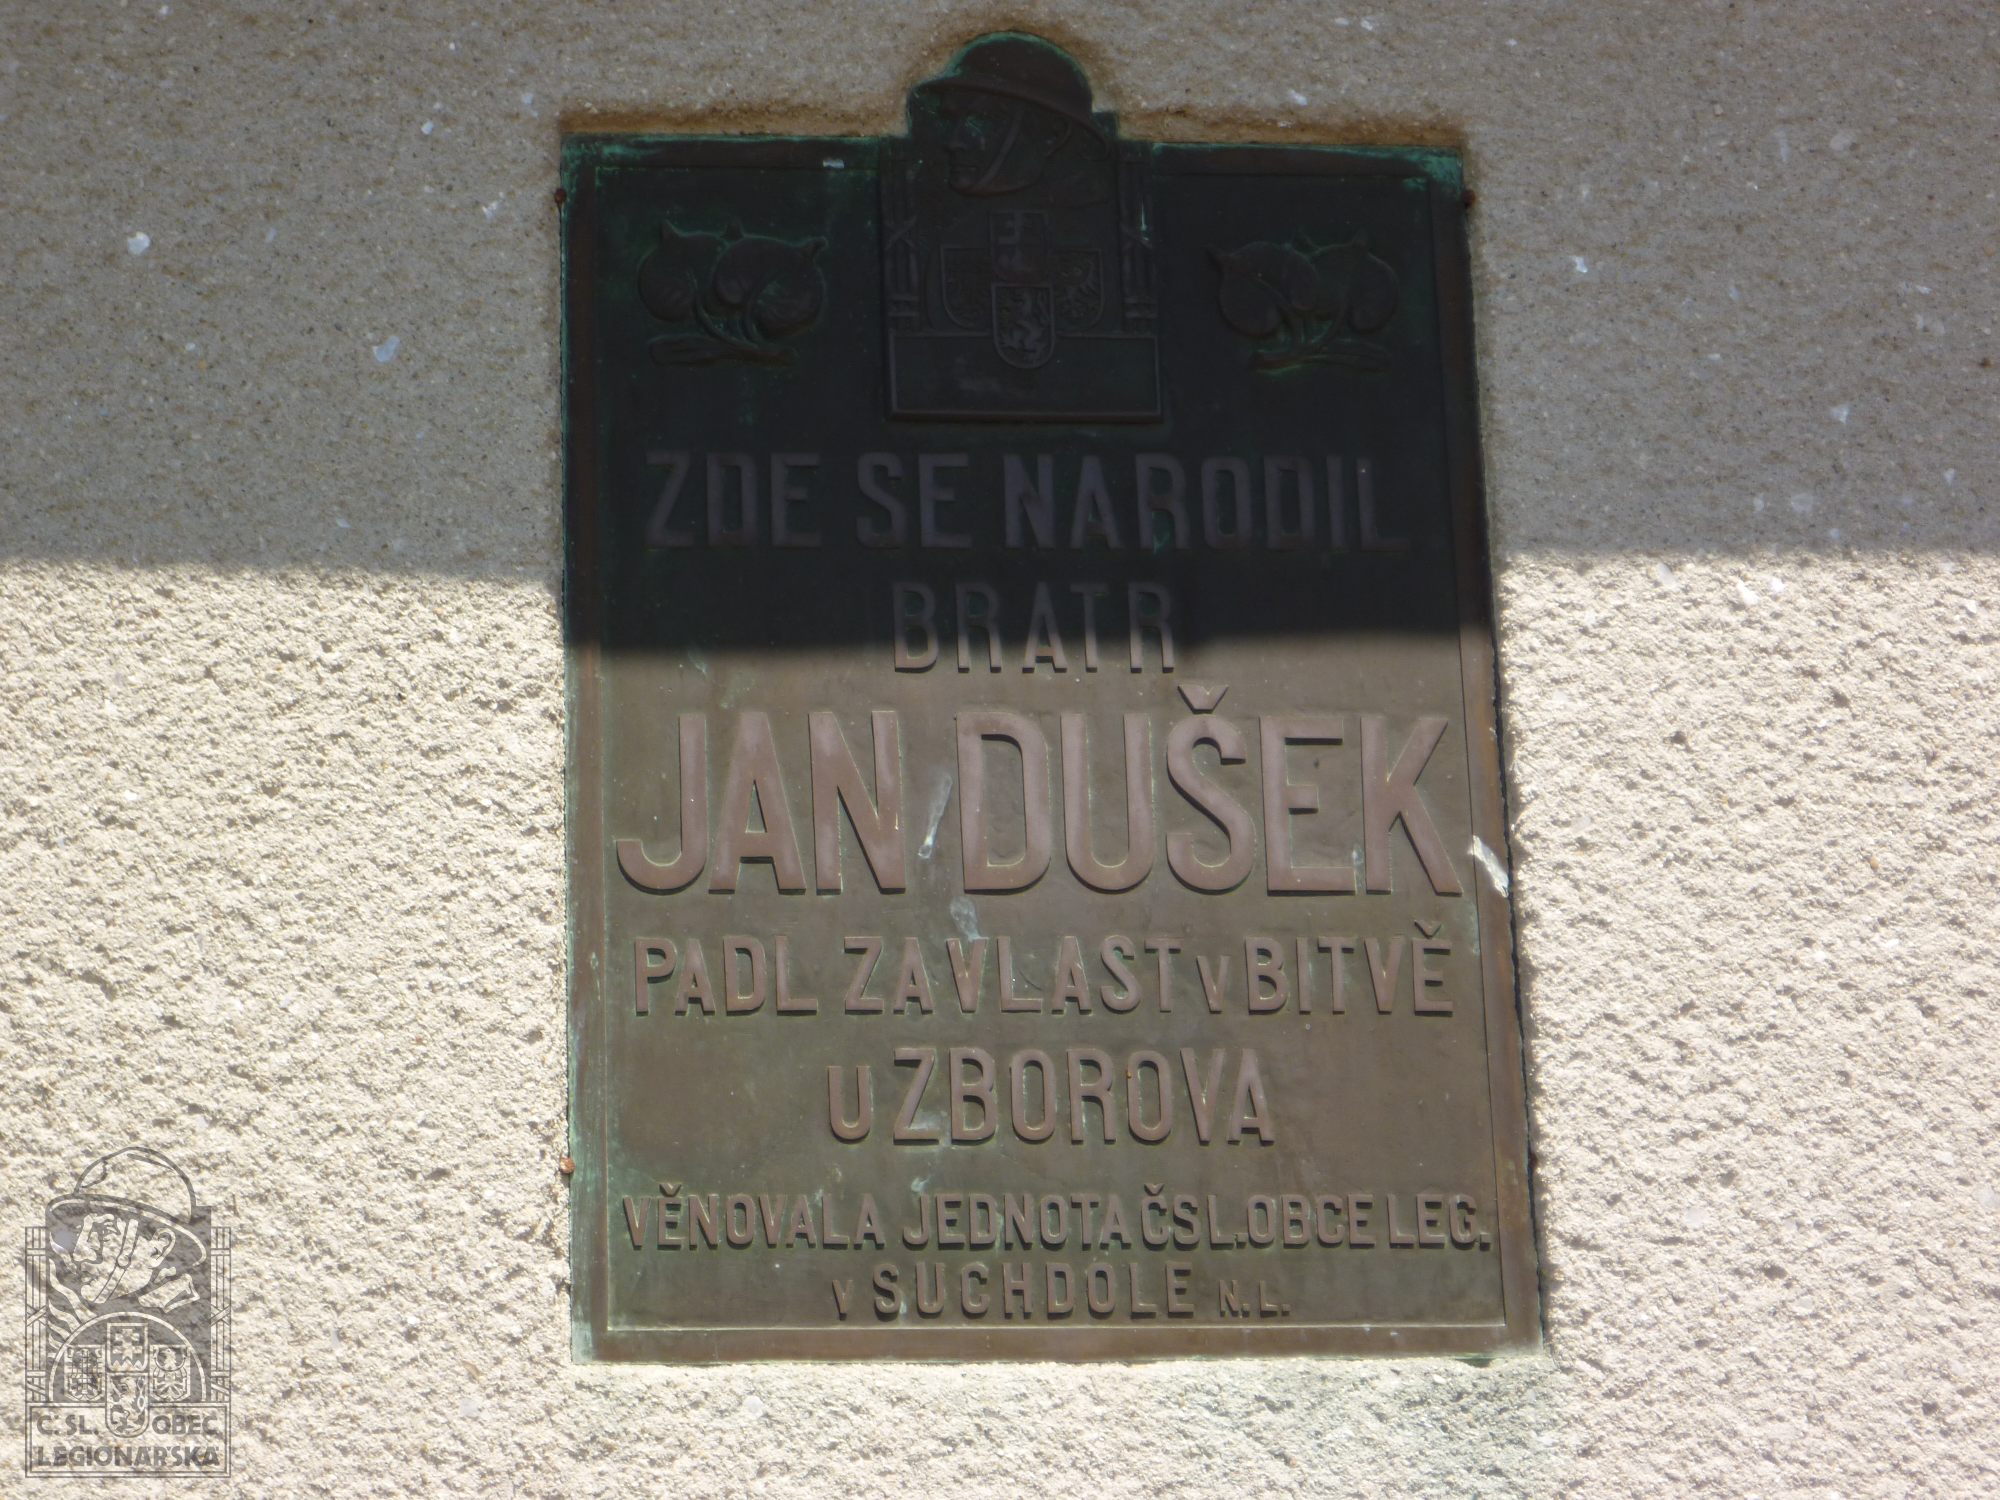 ZDE SE NARODIL
BRATR
JAN DUŠEK
PADL ZA VLAST V BITVĚ
U ZBOROVA
VĚNOVALA JEDNOTA ČSL. OBCE LEG.
V SUCHDOLE N. L.
Č. SL. OBEC
LEGIONÁŘSKÁ